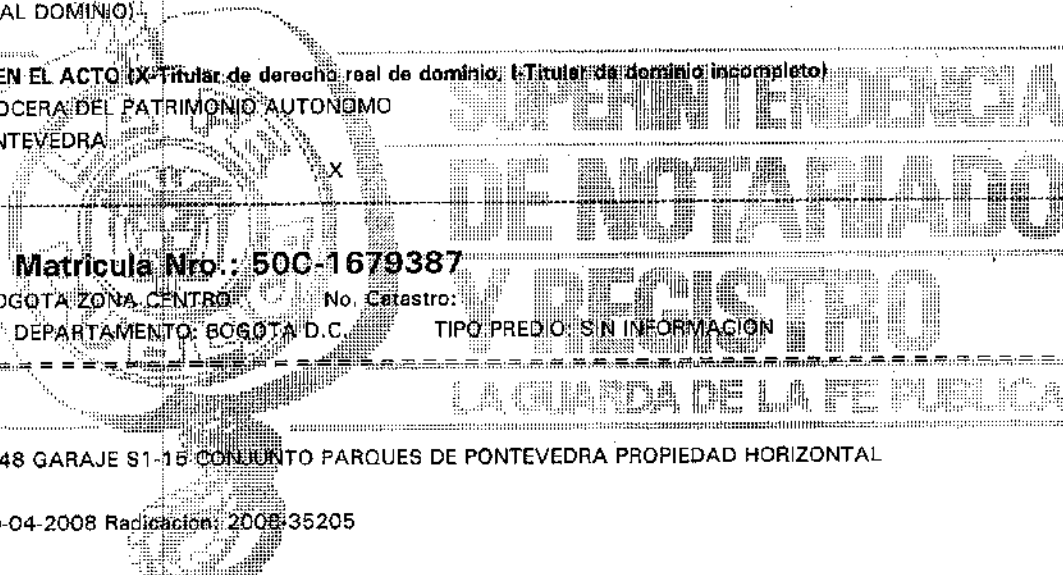 AL DOMINIO)
EN EL ACTO (X-Titular de derecho real de dominio, I-Titular de dominio incompleto)
OCERA DEL PATRIMONIO AUTONOMO
NTEVEDRA
X
SUPERINTENDENCIA
DE NOTARIADO
Y REGISTRO
LA GUARDA DE LA FE PUBLICA
Matricula Nro.: 50C-1679387
OGOTA ZONA CENTRO No. Catastro:
DEPARTAMENTO: BOGOTA D.C. TIPO PREDIO: SIN INFORMACION
48 GARAJE S1-15 CONJUNTO PARQUES DE PONTEVEDRA PROPIEDAD HORIZONTAL
-04-2008 Radicacion: 2008-35205